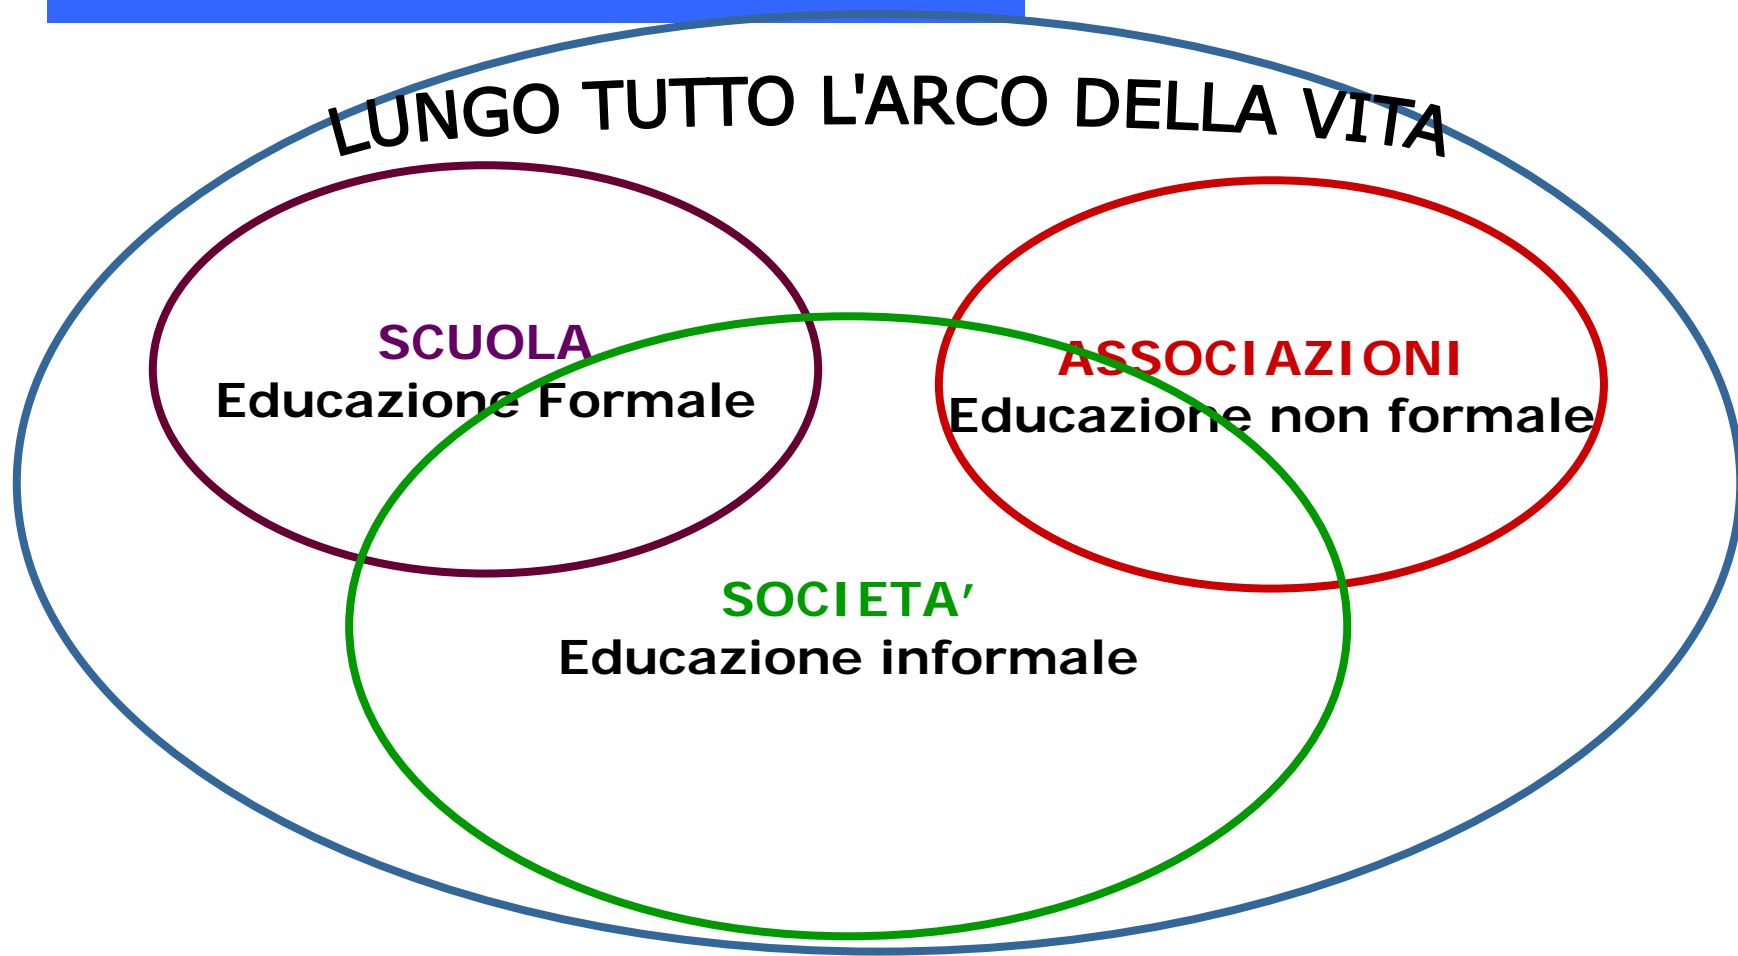 LUNGO TUTTO L'ARCO DELLA VITA
SCUOLA
Educazione Formale
ASSOCIAZIONI
Educazione non formale
SOCIETA’
Educazione informale